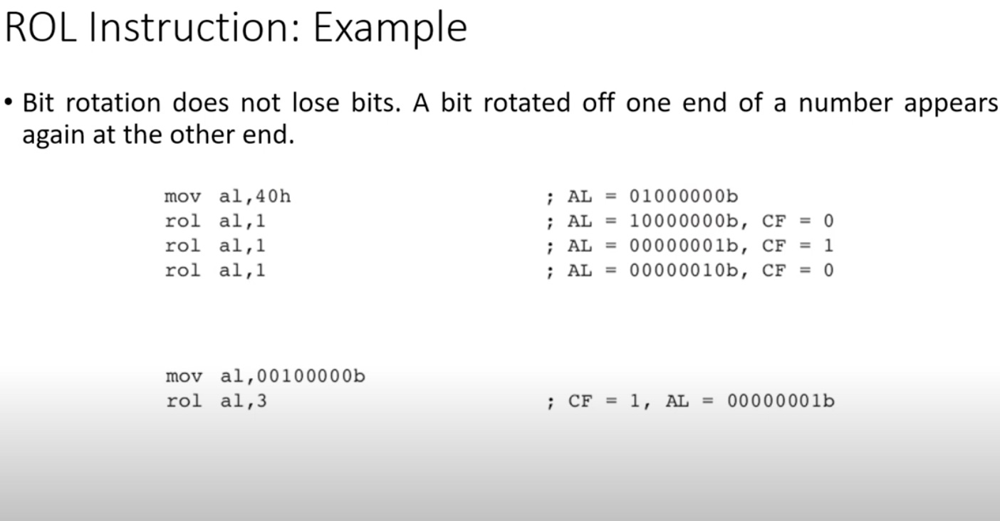 ROL Instruction: Example
• Bit rotation does not lose bits. A bit rotated off one end of a number appears
again at the other end.
mov al,40h ; AL = 01000000b
rol al,1 ; AL = 10000000b, CF = 0
rol al,1 ; AL = 00000001b, CF = 1
rol al,1 ; AL = 00000010b, CF = 0
mov al,00100000b
rol al,3 ; CF = 1, AL = 00000001b